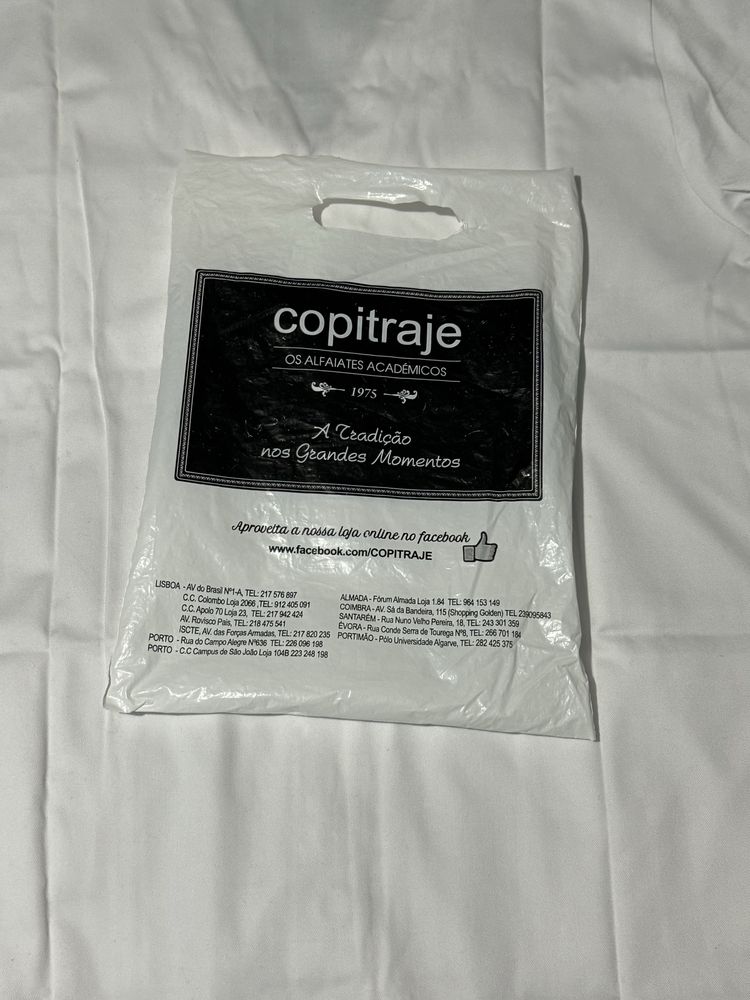 copitraje
OS ALFAIATES ACADÉMICOS
1975
A Tradição
nos Grandes Momentos
Aproveita a nossa loja online no facebook
www.facebook.com/COPITRAJE
LISBOA - AV do Brasil Nº1-A, TEL: 217 576 897
C.C. Colombo Loja 2066 ,TEL: 912 405 091
C.C. Apolo 70 Loja 23, TEL: 217 942 424
AV. Rovisco Pais, TEL: 218 475 541
ISCTE, AV. das Forças Armadas, TEL: 217 820 235
PORTO - Rua do Campo Alegre Nº636 TEL: 226 096 198
PORTO - C.C Campus de São João Loja 104B 223 248 198
ALMADA - Fórum Almada Loja 1.84 TEL: 964 153 149
COIMBRA - AV. Sá da Bandeira, 115 (Shopping Golden) TEL 239095843
SANTARÉM - Rua Nuno Velho Pereira, 18, TEL: 243 301 359
ÉVORA - Rua Conde Serra de Tourega Nº8, TEL: 266 701 184
PORTIMÃO - Pólo Universidade Algarve, TEL: 282 425 375